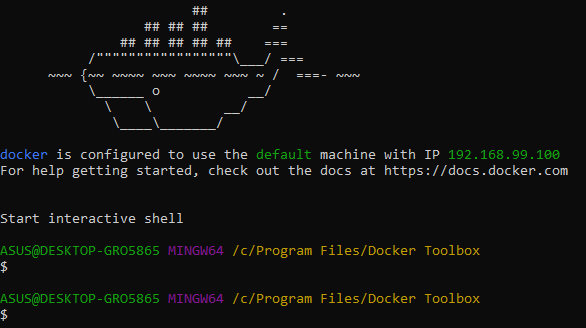 ##         .
                  ## ## ##        ==
               ## ## ## ## ##    ===
           /"""""""""""""""""\___/ ===
      ~~~ {~~ ~~~~ ~~~ ~~~~ ~~~ ~ /  ===- ~~~
           \______ o           __/
             \    \         __/
              \____\_______/
docker is configured to use the default machine with IP 192.168.99.100
For help getting started, check out the docs at https://docs.docker.com
Start interactive shell
ASUS@DESKTOP-GRO5865 MINGW64 /c/Program Files/Docker Toolbox
$
ASUS@DESKTOP-GRO5865 MINGW64 /c/Program Files/Docker Toolbox
$